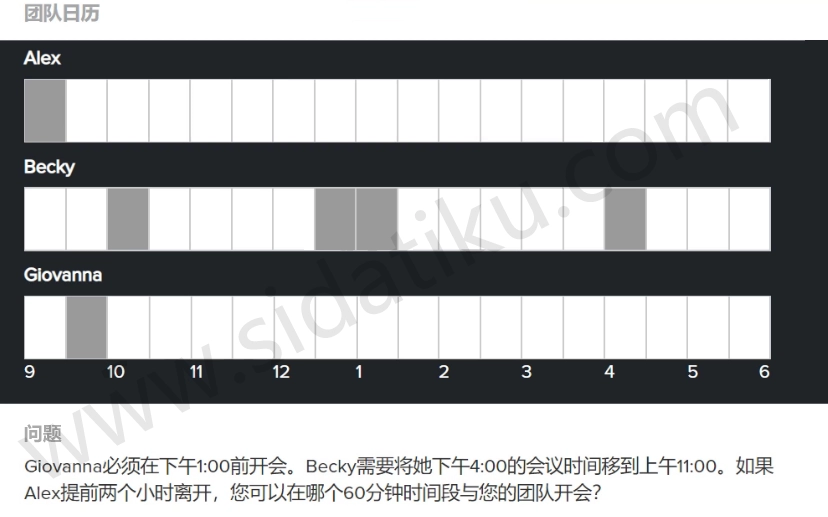 团队日历
Alex
Becky
Giovanna
9 10 11 12 1 2 3 4 5 6
www.sidatiku.com
问题
Giovanna必须在下午1:00前开会。Becky需要将她下午4:00的会议时间移到上午11:00。如果
Alex提前两个小时离开，您可以在哪个60分钟时间段与您的团队开会？